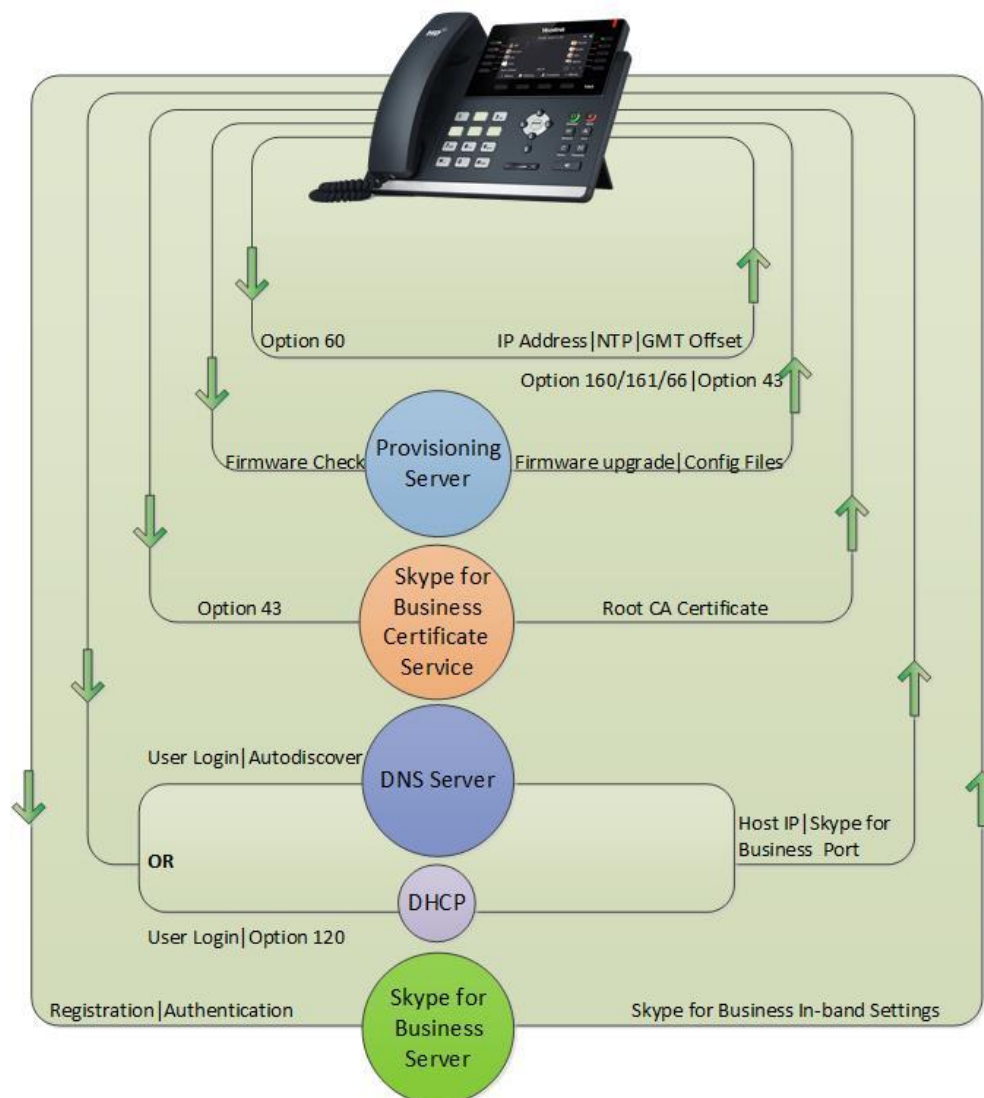 Yealink
Option 60
IP Address|NTP|GMT Offset
Option 160/161/66|Option 43
Provisioning
Server
Firmware Check
Firmware upgrade|Config Files
Skype for
Business
Certificate
Service
Option 43
Root CA Certificate
User Login|Autodiscover
DNS Server
Host IP|Skype for
Business Port
OR
DHCP
User Login|Option 120
Skype for
Business
Server
Registration|Authentication
Skype for Business In-band Settings